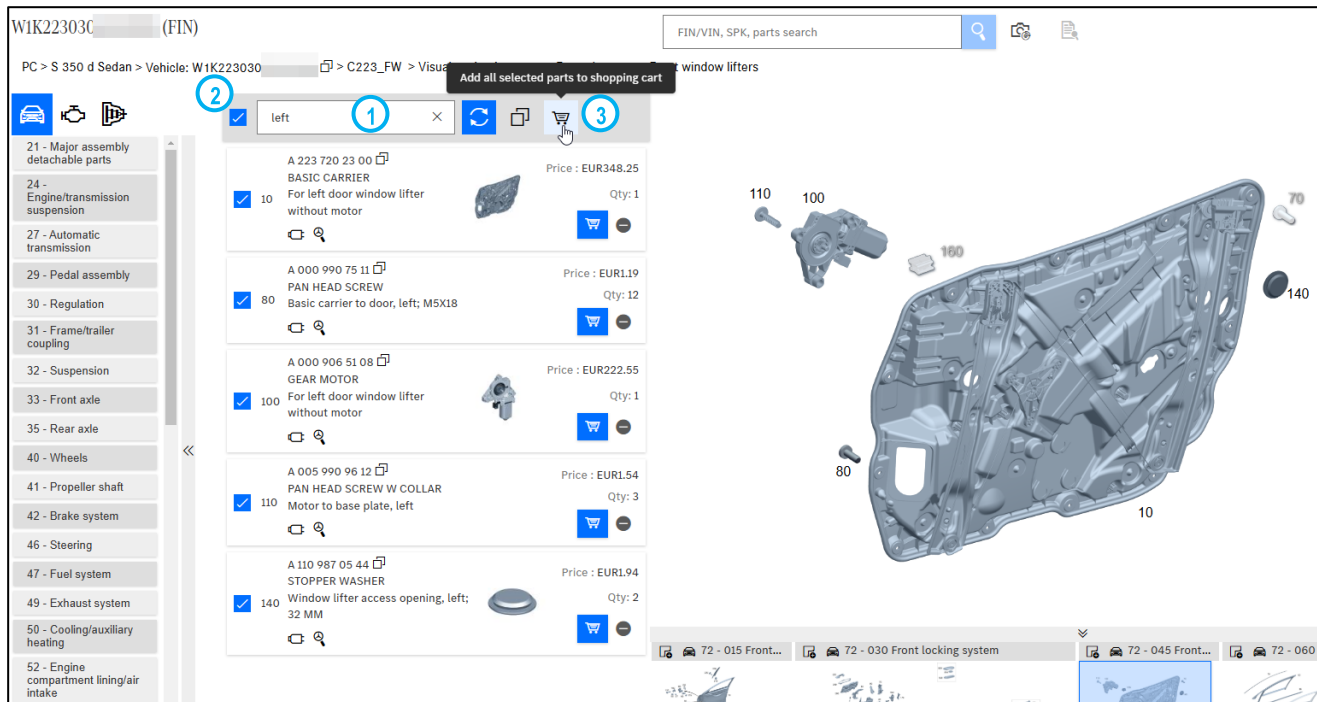 W1K223030 (FIN)
FIN/VIN, SPK, parts search
PC > S 350 d Sedan > Vehicle: W1K223030 > C223_FW > window lifters
Add all selected parts to shopping cart
2
left
1
3
21 - Major assembly
detachable parts
24 -
Engine/transmission
suspension
27 - Automatic
transmission
29 - Pedal assembly
30 - Regulation
31 - Frame/trailer
coupling
32 - Suspension
33 - Front axle
35 - Rear axle
40 - Wheels
41 - Propeller shaft
42 - Brake system
46 - Steering
47 - Fuel system
49 - Exhaust system
50 - Cooling/auxiliary
heating
52 - Engine
compartment lining/air
intake
10
A 223 720 23 00
BASIC CARRIER
For left door window lifter
without motor
Price : EUR348.25
Qty: 1
80
A 000 990 75 11
PAN HEAD SCREW
Basic carrier to door, left; M5X18
Price : EUR1.19
Qty: 12
100
A 000 906 51 08
GEAR MOTOR
For left door window lifter
without motor
Price : EUR222.55
Qty: 1
110
A 005 990 96 12
PAN HEAD SCREW W COLLAR
Motor to base plate, left
Price : EUR1.54
Qty: 3
140
A 110 987 05 44
STOPPER WASHER
Window lifter access opening, left;
32 MM
Price : EUR1.94
Qty: 2
110
100
70
160
140
80
10
72 - 015 Front...
72 - 030 Front locking system
72 - 045 Front...
72 - 060